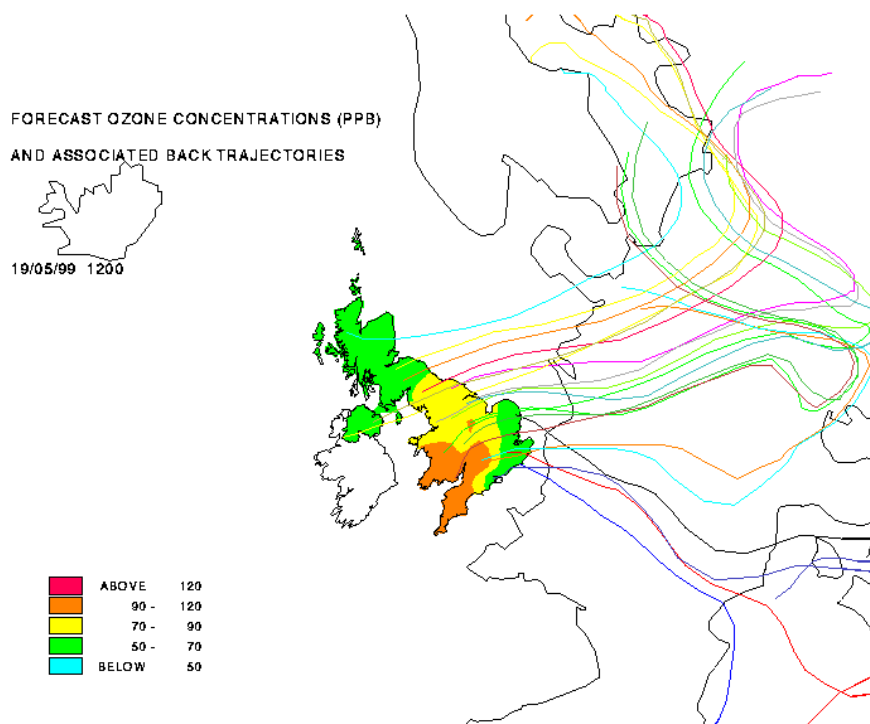 FORECAST OZONE CONCENTRATIONS (PPB)
AND ASSOCIATED BACK TRAJECTORIES
19/05/99 1200
ABOVE 120
90 - 120
70 - 90
50 - 70
BELOW 50